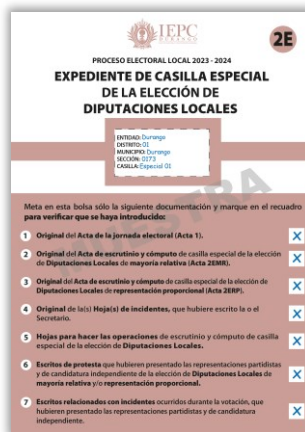 IEPC
DURANGO
2E
PROCESO ELECTORAL LOCAL 2023 - 2024
EXPEDIENTE DE CASILLA ESPECIAL
DE LA ELECCIÓN DE
DIPUTACIONES LOCALES
ENTIDAD: Durango
DISTRITO: 01
MUNICIPIO: Durango
SECCIÓN: 0173
CASILLA: Especial 01
MUESTRA
Meta en esta bolsa sólo la siguiente documentación y marque en el recuadro
para verificar que se haya introducido:
1 Original del Acta de la jornada electoral (Acta 1). X
2 Original del Acta de escrutinio y cómputo de casilla especial de la elección
de Diputaciones Locales de mayoría relativa (Acta 2EMR). X
3 Original del Acta de escrutinio y cómputo de casilla especial de la elección de
Diputaciones Locales de representación proporcional (Acta 2ERP). X
4 Original de la(s) Hoja(s) de incidentes, que hubiere escrito la o el
Secretario. X
5 Hojas para hacer las operaciones de escrutinio y cómputo de casilla
especial de la elección de Diputaciones Locales. X
6 Escritos de protesta que hubieren presentado las representaciones partidistas
y de candidatura independiente de la elección de Diputaciones Locales de
mayoría relativa y/o representación proporcional. X
7 Escritos relacionados con incidentes ocurridos durante la votación, que
hubieren presentado las representaciones partidistas y de candidatura
independiente. X